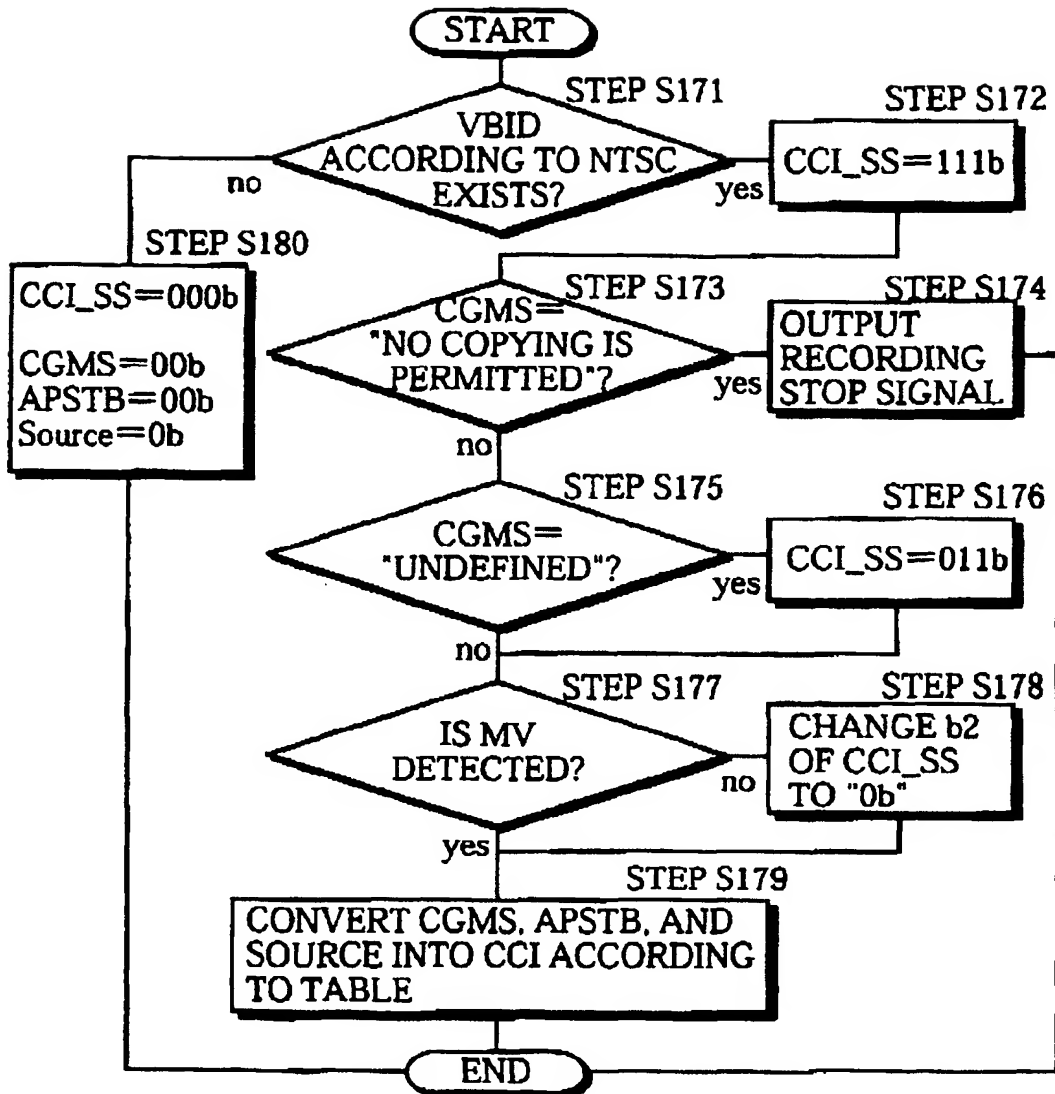 START
STEP S171
VBID
ACCORDING TO NTSC
EXISTS?
no
yes
STEP S172
CCI_SS=111b
STEP S180
CCI_SS=000b
CGMS=00b
APSTB=00b
Source=0b
STEP S173
CGMS=
"NO COPYING IS
PERMITTED"?
yes
no
STEP S174
OUTPUT
RECORDING
STOP SIGNAL
STEP S175
CGMS=
"UNDEFINED"?
yes
no
STEP S176
CCI_SS=011b
STEP S177
IS MV
DETECTED?
no
yes
STEP S178
CHANGE b2
OF CCI_SS
TO "0b"
STEP S179
CONVERT CGMS, APSTB, AND
SOURCE INTO CCI ACCORDING
TO TABLE
END